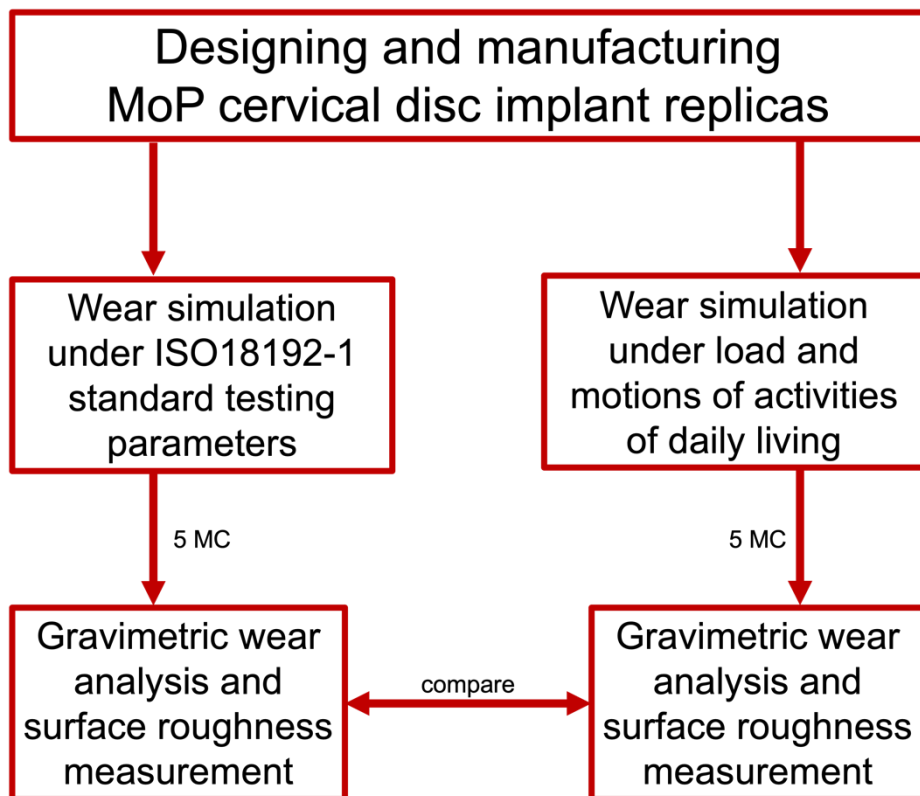 Designing and manufacturing
MoP cervical disc implant replicas
Wear simulation
under ISO18192-1
standard testing
parameters
Wear simulation
under load and
motions of activities
of daily living
5 MC
5 MC
Gravimetric wear
analysis and
surface roughness
measurement
compare
Gravimetric wear
analysis and
surface roughness
measurement